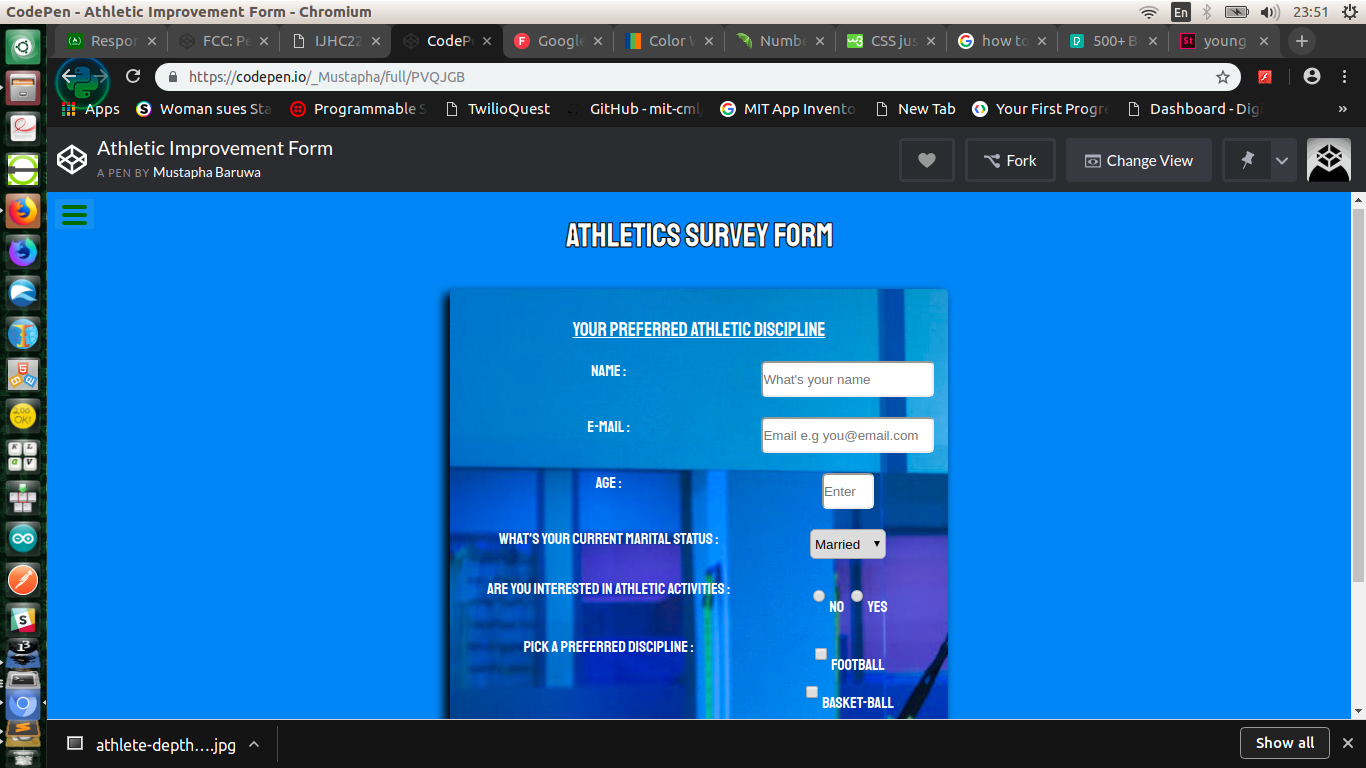 CodePen - Athletic Improvement Form - Chromium
En
23:51
Respor
FCC: Pe
IJHC22
CodePe
Google
Color W
Numbe
CSS jus
how to
500+ B
St
young
https://codepen.io/_Mustapha/full/PVQJGB
Apps
Woman sues Sta
Programmable S
TwilioQuest
GitHub - mit-cml
MIT App Invento
New Tab
Your First Progre
Dashboard - Digi
»
Athletic Improvement Form
A PEN BY Mustapha Baruwa
Fork
Change View
ATHLETICS SURVEY FORM
YOUR PREFERRED ATHLETIC DISCIPLINE
NAME :
What's your name
E-MAIL :
Email e.g you@email.com
AGE :
Enter
WHAT'S YOUR CURRENT MARITAL STATUS :
Married
ARE YOU INTERESTED IN ATHLETIC ACTIVITIES :
NO YES
PICK A PREFERRED DISCIPLINE :
FOOTBALL
BASKET-BALL
athlete-depth....jpg
Show all